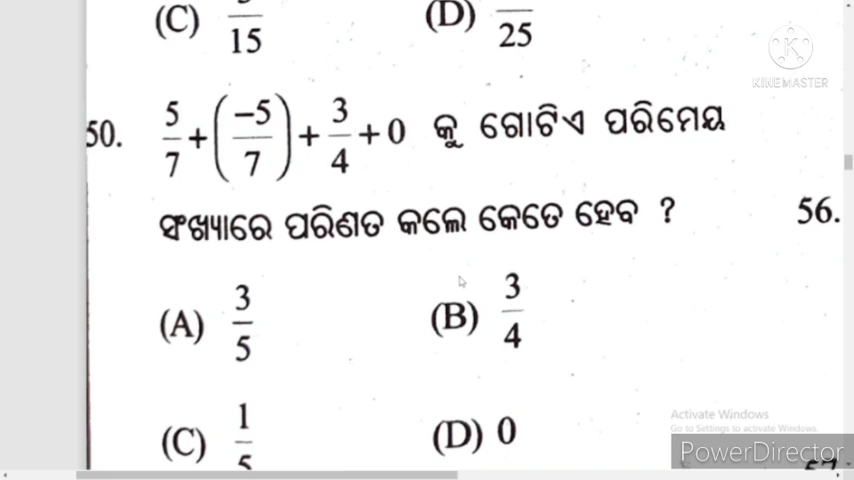 (C) 15 (D) 25
KINEMASTER
50. 5/7 + (-5/7) + 3/4 + 0 କୁ ଗୋଟିଏ ପରିମେୟ
ସଂଖ୍ୟାରେ ପରିଣତ କଲେ କେତେ ହେବ ?
56.
(A) 3/5 (B) 3/4
(C) 1/5 (D) 0
Activate Windows
Go to Settings to activate Windows.
PowerDirector